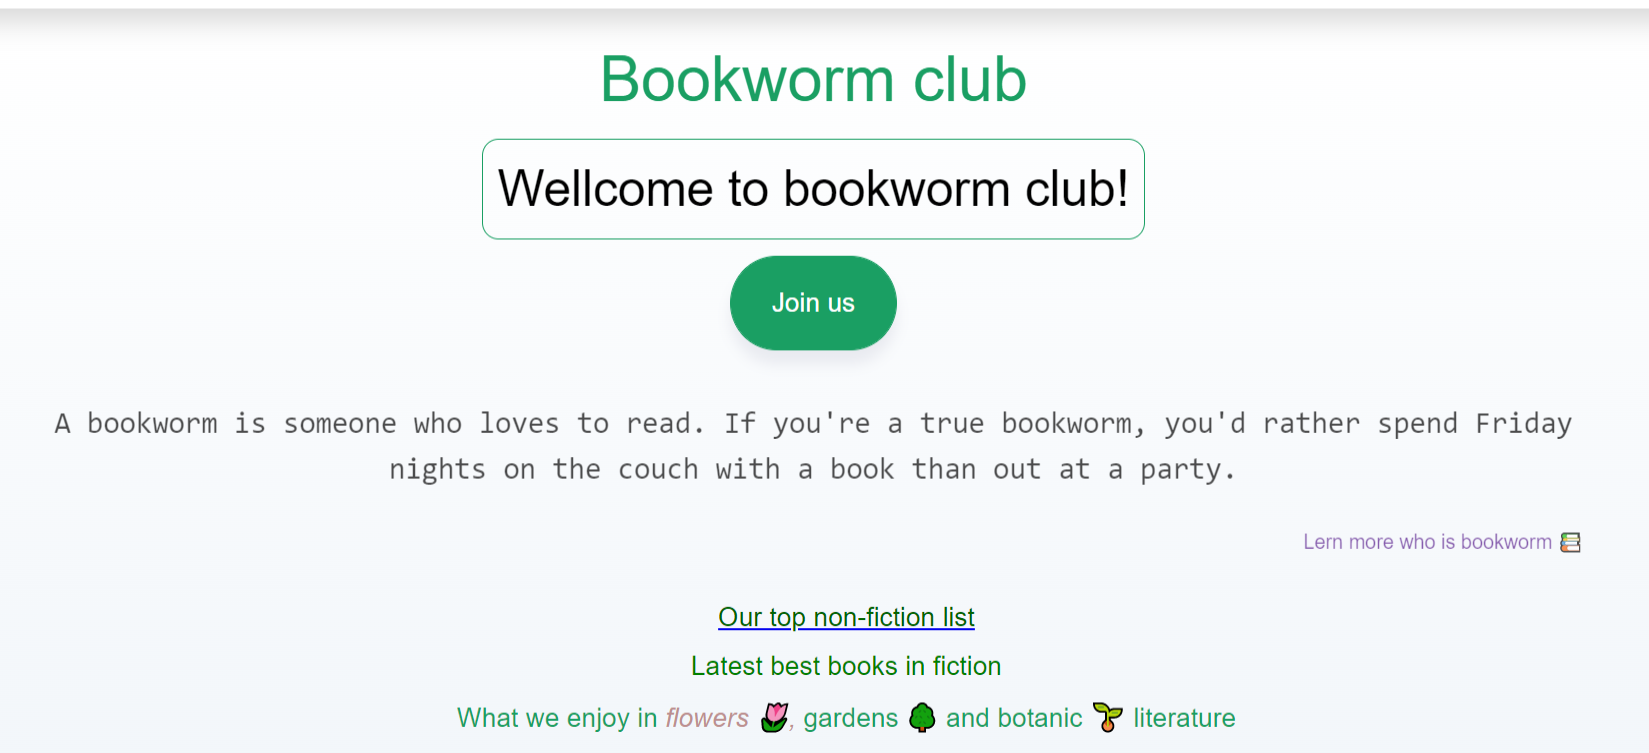 Bookworm club
Wellcome to bookworm club!
Join us
A bookworm is someone who loves to read. If you're a true bookworm, you'd rather spend Friday
nights on the couch with a book than out at a party.
Lern more who is bookworm 📚
Our top non-fiction list
Latest best books in fiction
What we enjoy in flowers 🌷, gardens 🌳 and botanic 🌱 literature